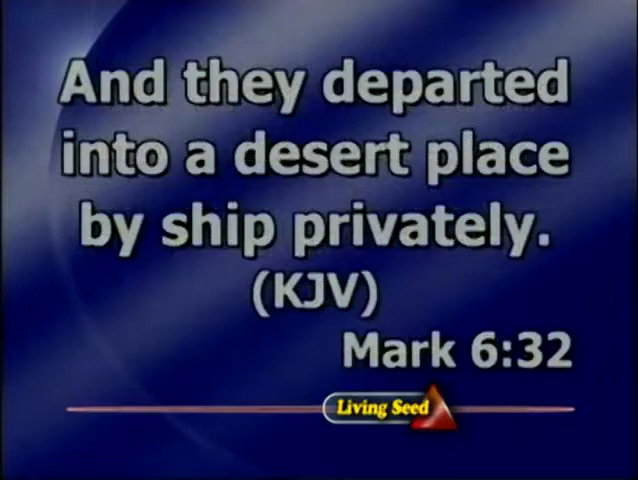 And they departed
into a desert place
by ship privately.
(KJV)
Mark 6:32
Living Seed